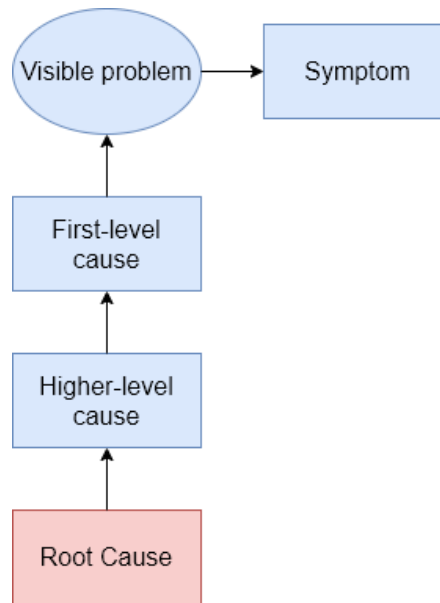 Visible problem
Symptom
First-level
cause
Higher-level
cause
Root Cause